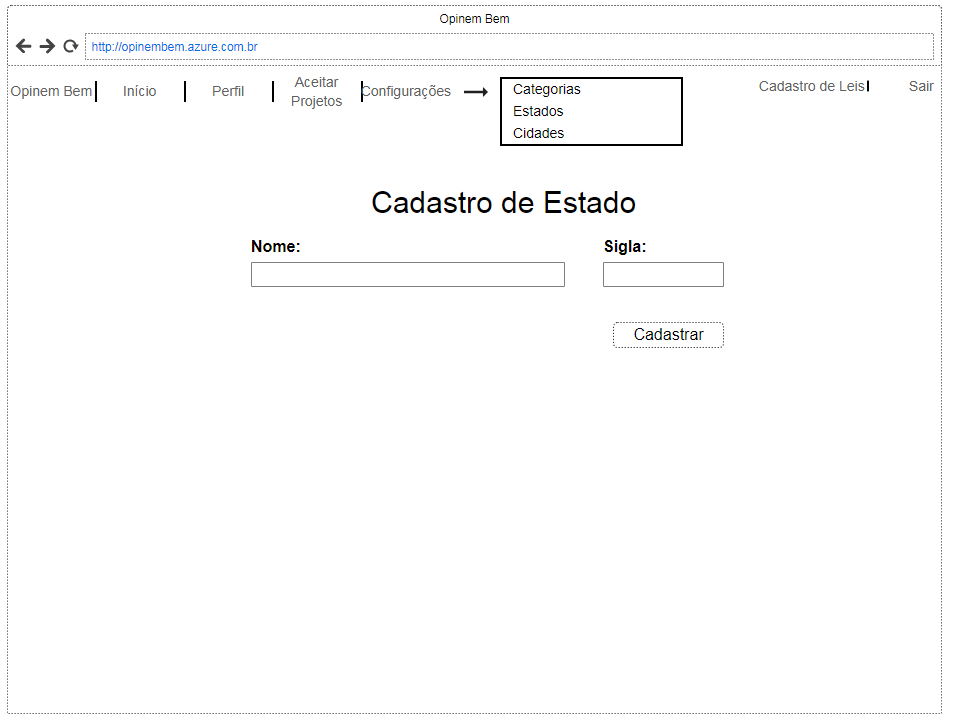 Opinem Bem
http://opinembem.azure.com.br
Opinem Bem
Início
Perfil
Aceitar
Projetos
Configurações
Categorias
Estados
Cidades
Cadastro de Leis
Sair
Cadastro de Estado
Nome:
Sigla:
Cadastrar